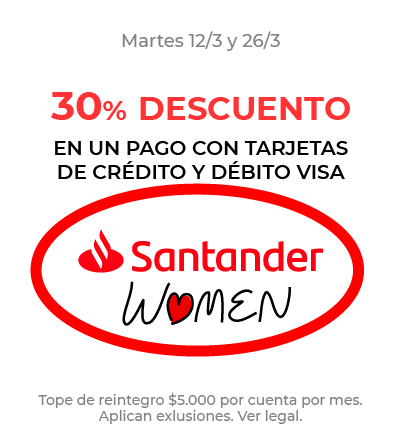 Martes 12/3 y 26/3
30% DESCUENTO
EN UN PAGO CON TARJETAS
DE CRÉDITO Y DÉBITO VISA
Santander
WOMEN
Tope de reintegro $5.000 por cuenta por mes.
Aplican exlusiones. Ver legal.